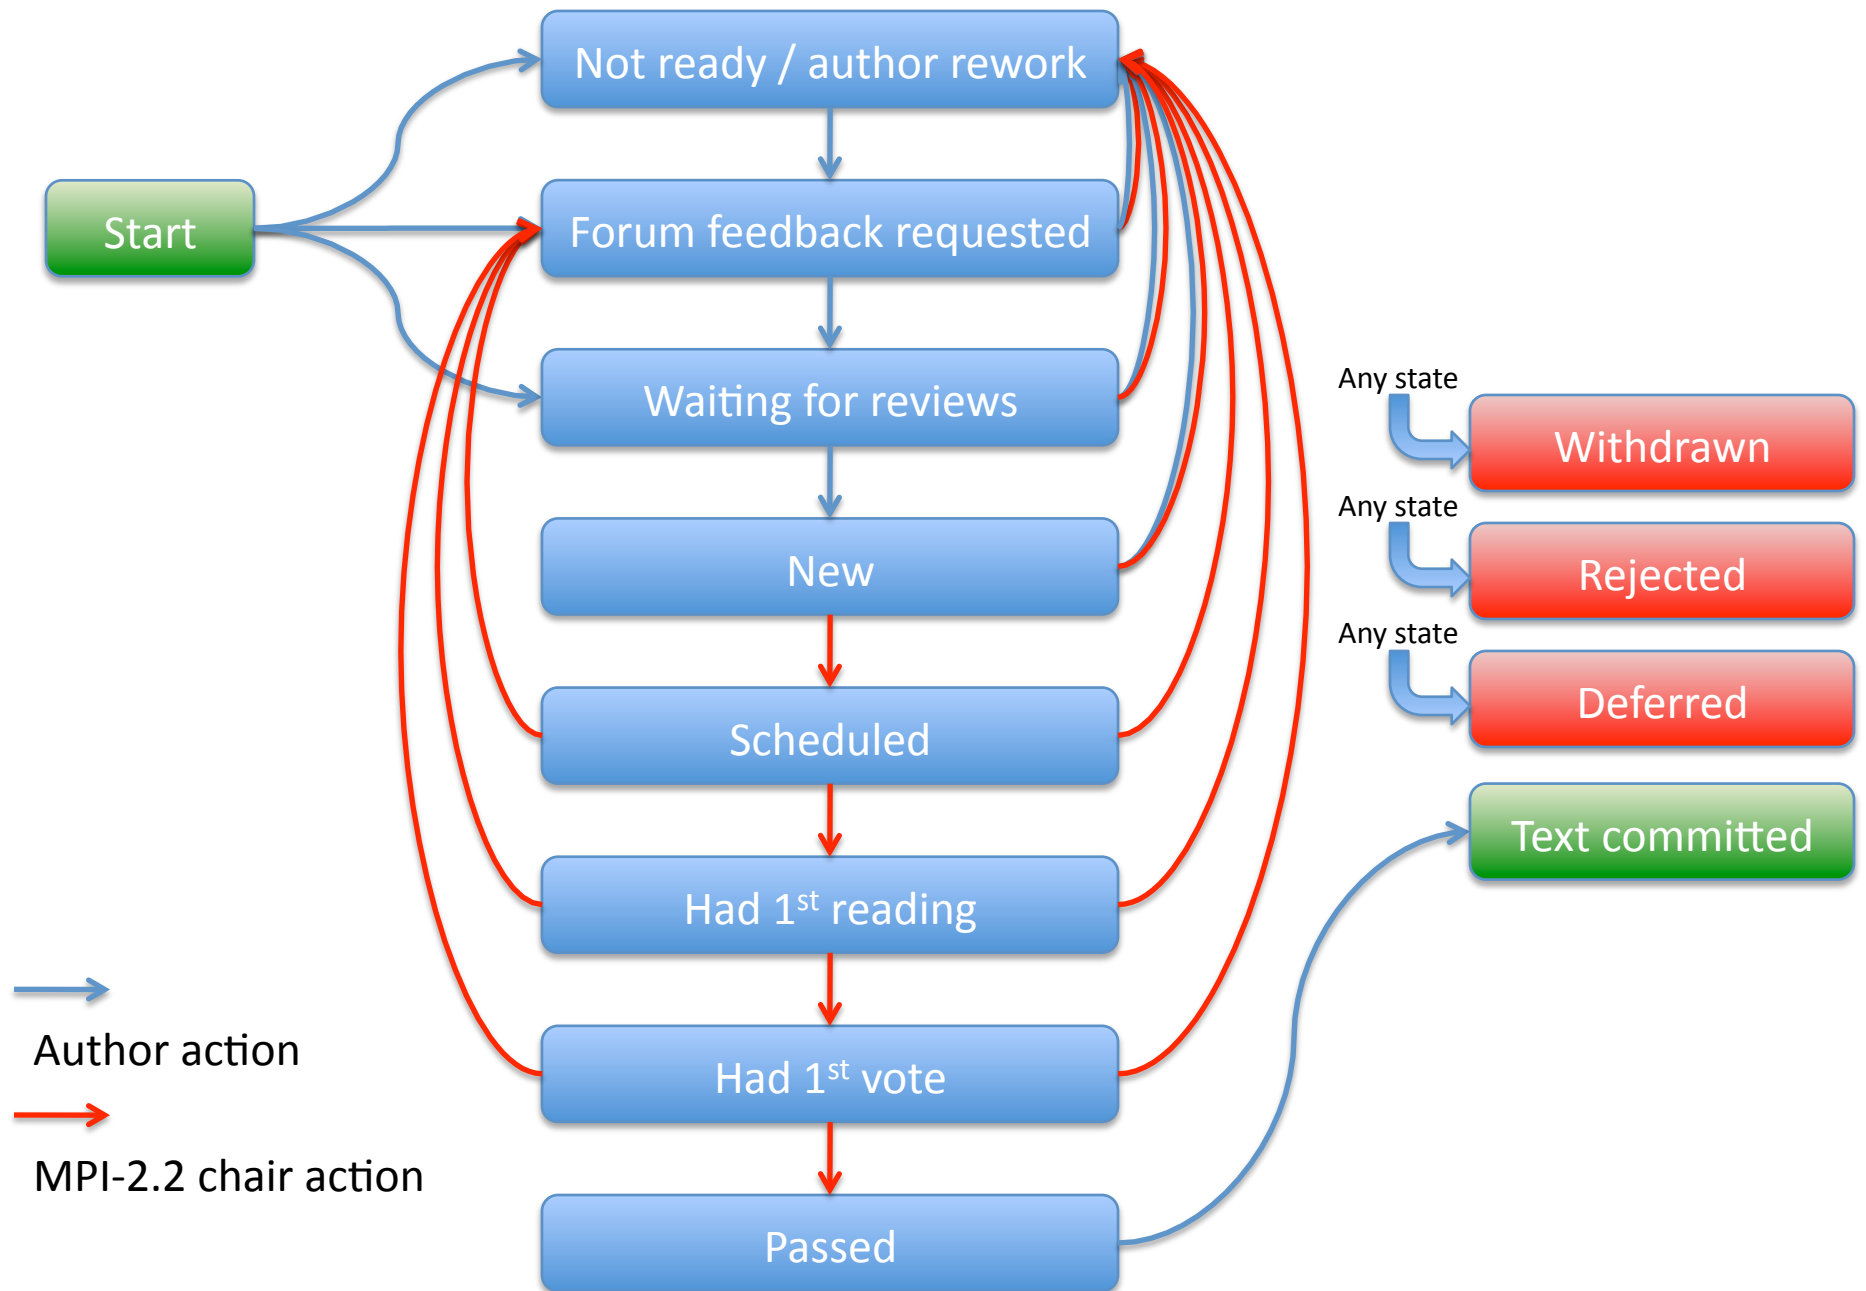 Not ready / author rework
Start
Forum feedback requested
Waiting for reviews
Any state
Withdrawn
Any state
New
Rejected
Any state
Scheduled
Deferred
Text committed
Had 1st reading
Author action
Had 1st vote
MPI-2.2 chair action
Passed